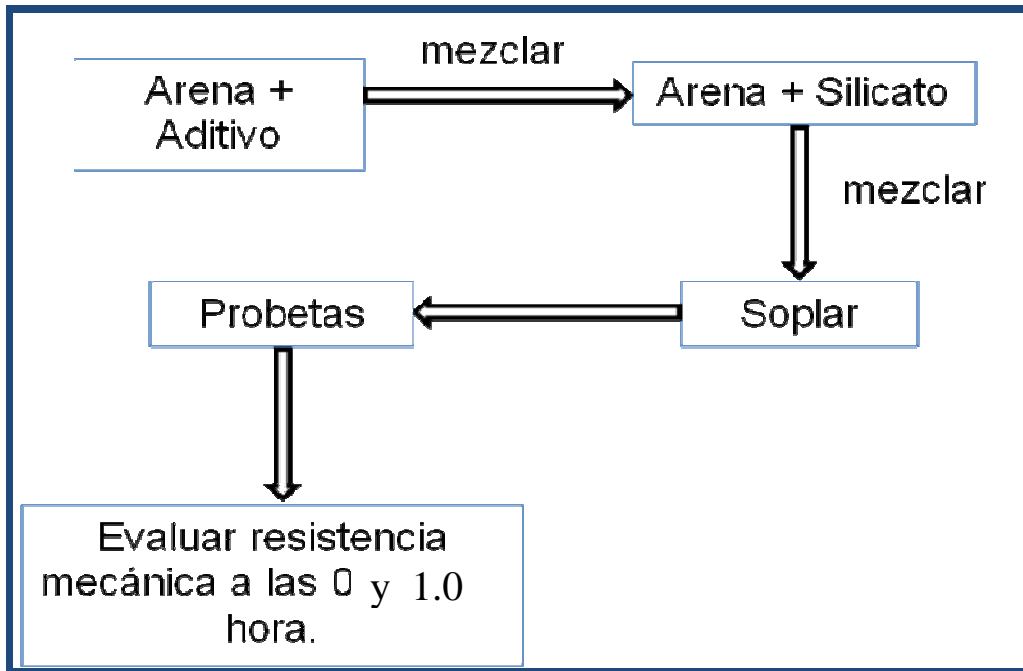 mezclar
Arena +
Aditivo
Arena + Silicato
mezclar
Soplar
Probetas
Evaluar resistencia
mecánica a las 0 y 1.0
hora.